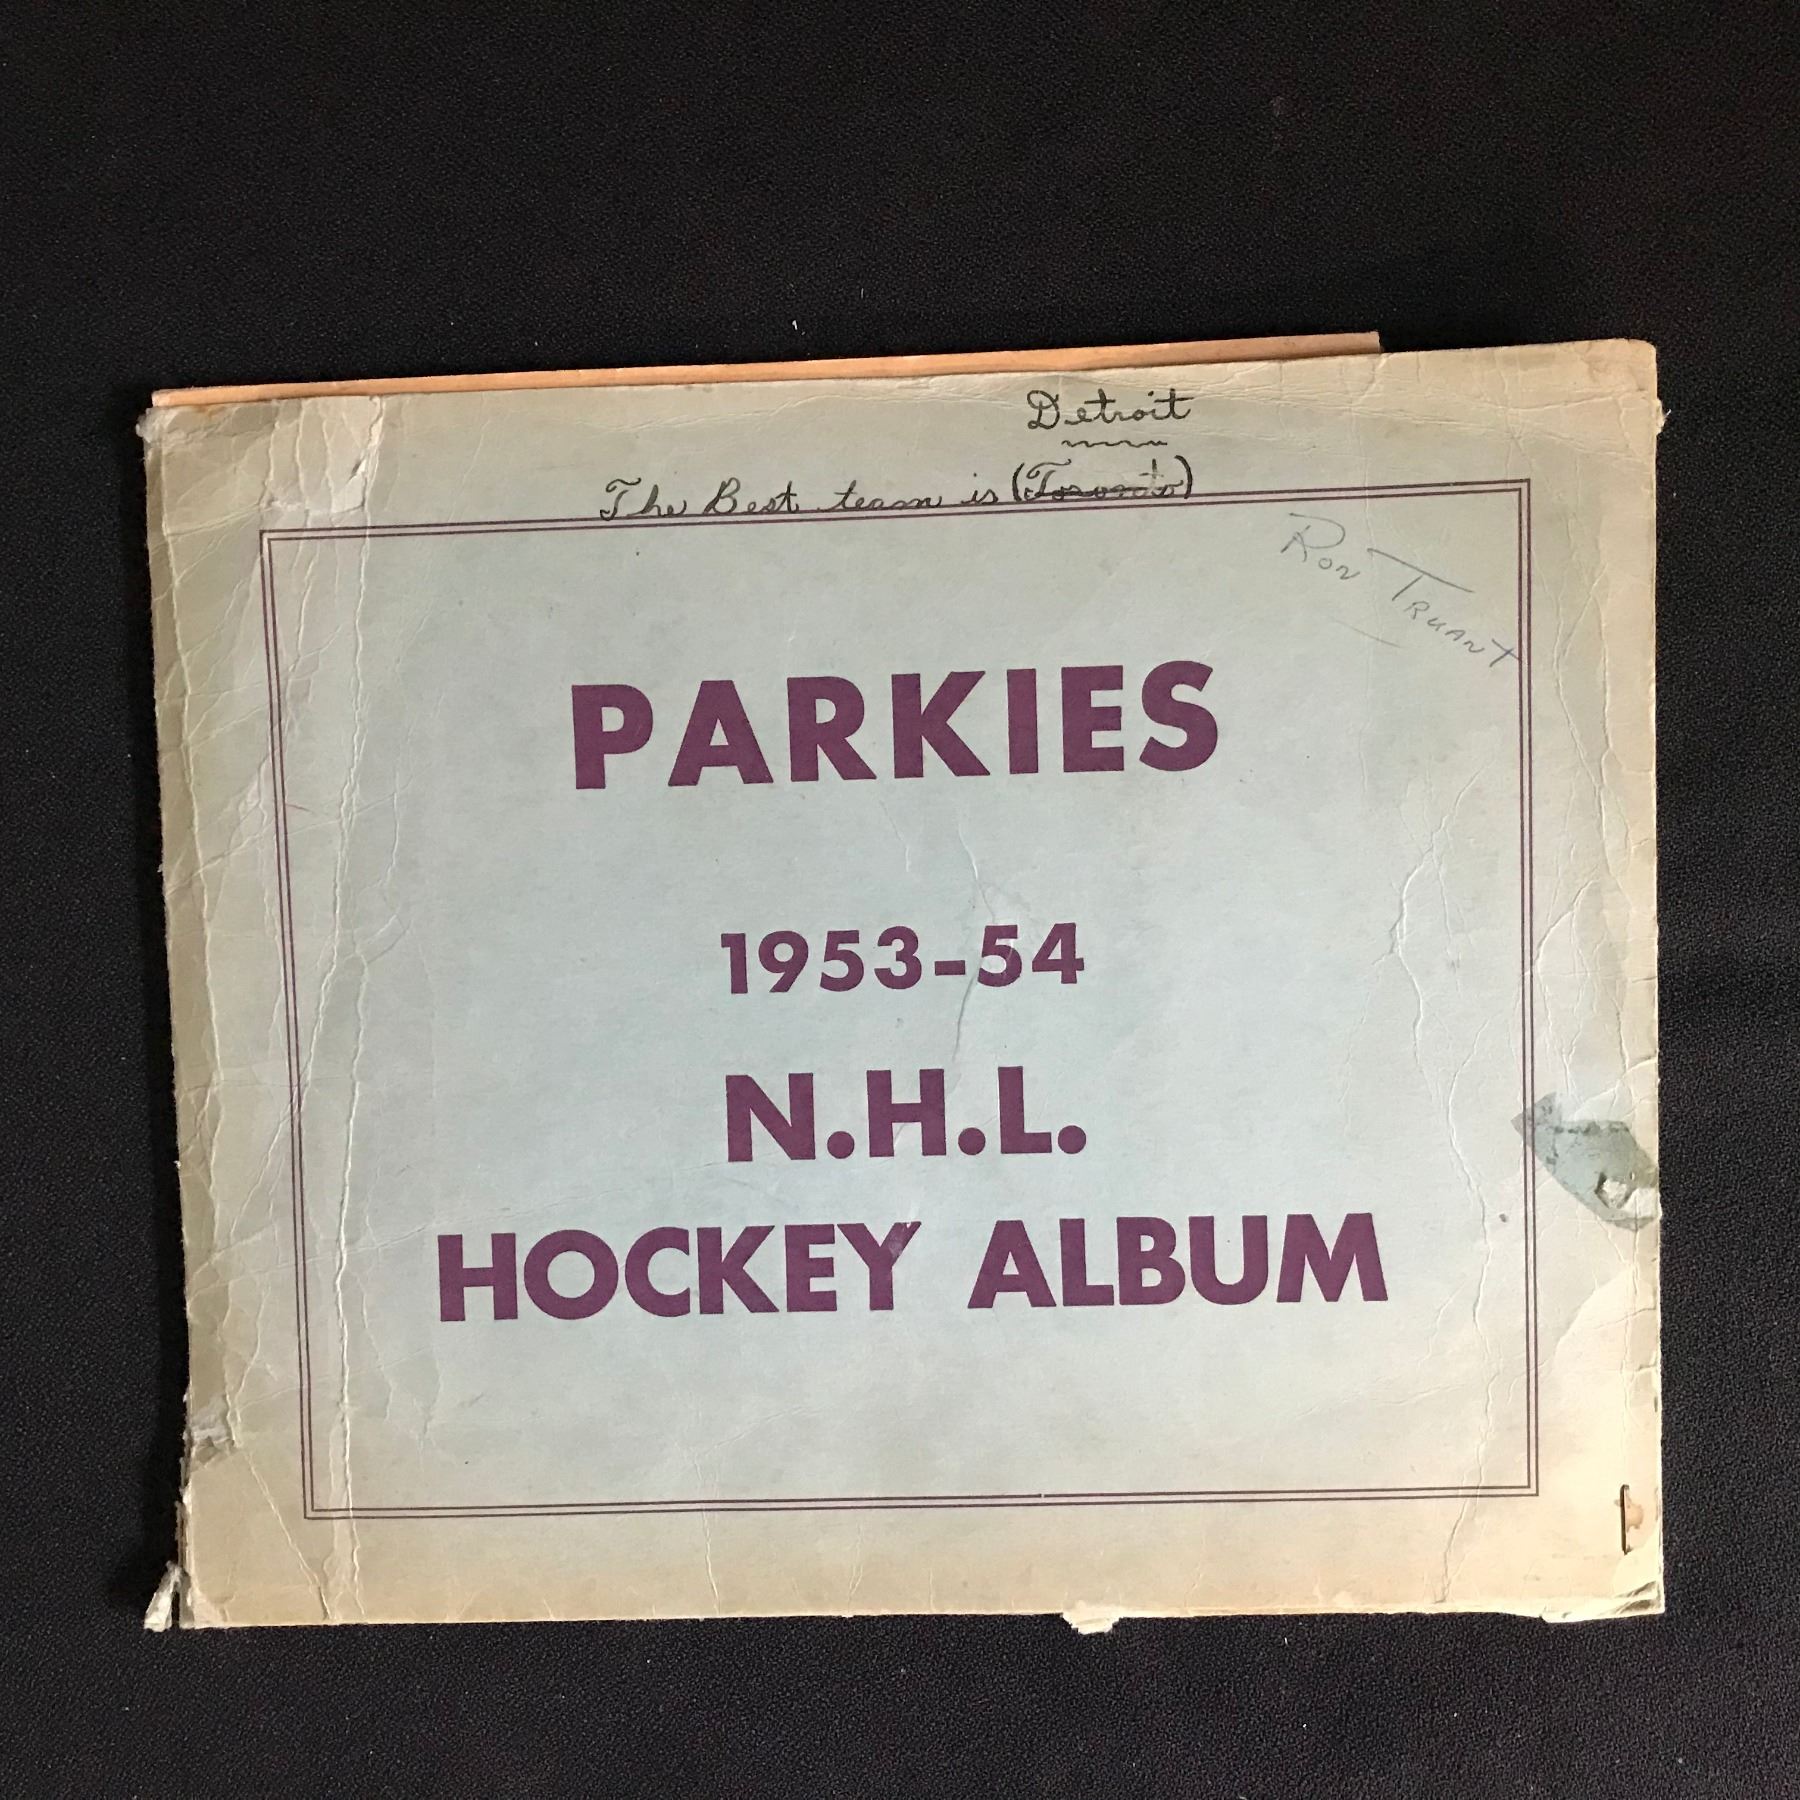 Detroit
The Best team is (Toronto)
Ron Truant
PARKIES
1953-54
N.H.L.
HOCKEY ALBUM